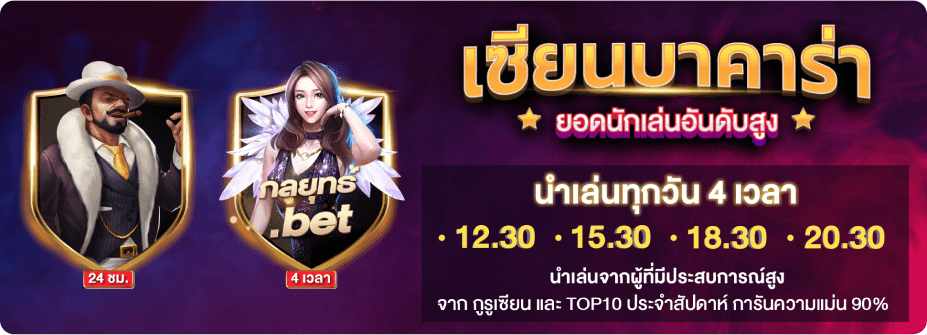 เซียนบาคาร่า
ยอดนักเล่นอันดับสูง
กลยุทธ์
.bet
24 ชม.
4 เวลา
นำเล่นทุกวัน 4 เวลา
• 12.30 • 15.30 • 18.30 • 20.30
นำเล่นจากผู้ที่มีประสบการณ์สูง
จาก กูรูเซียน และ TOP10 ประจำสัปดาห์ การันความแม่น 90%